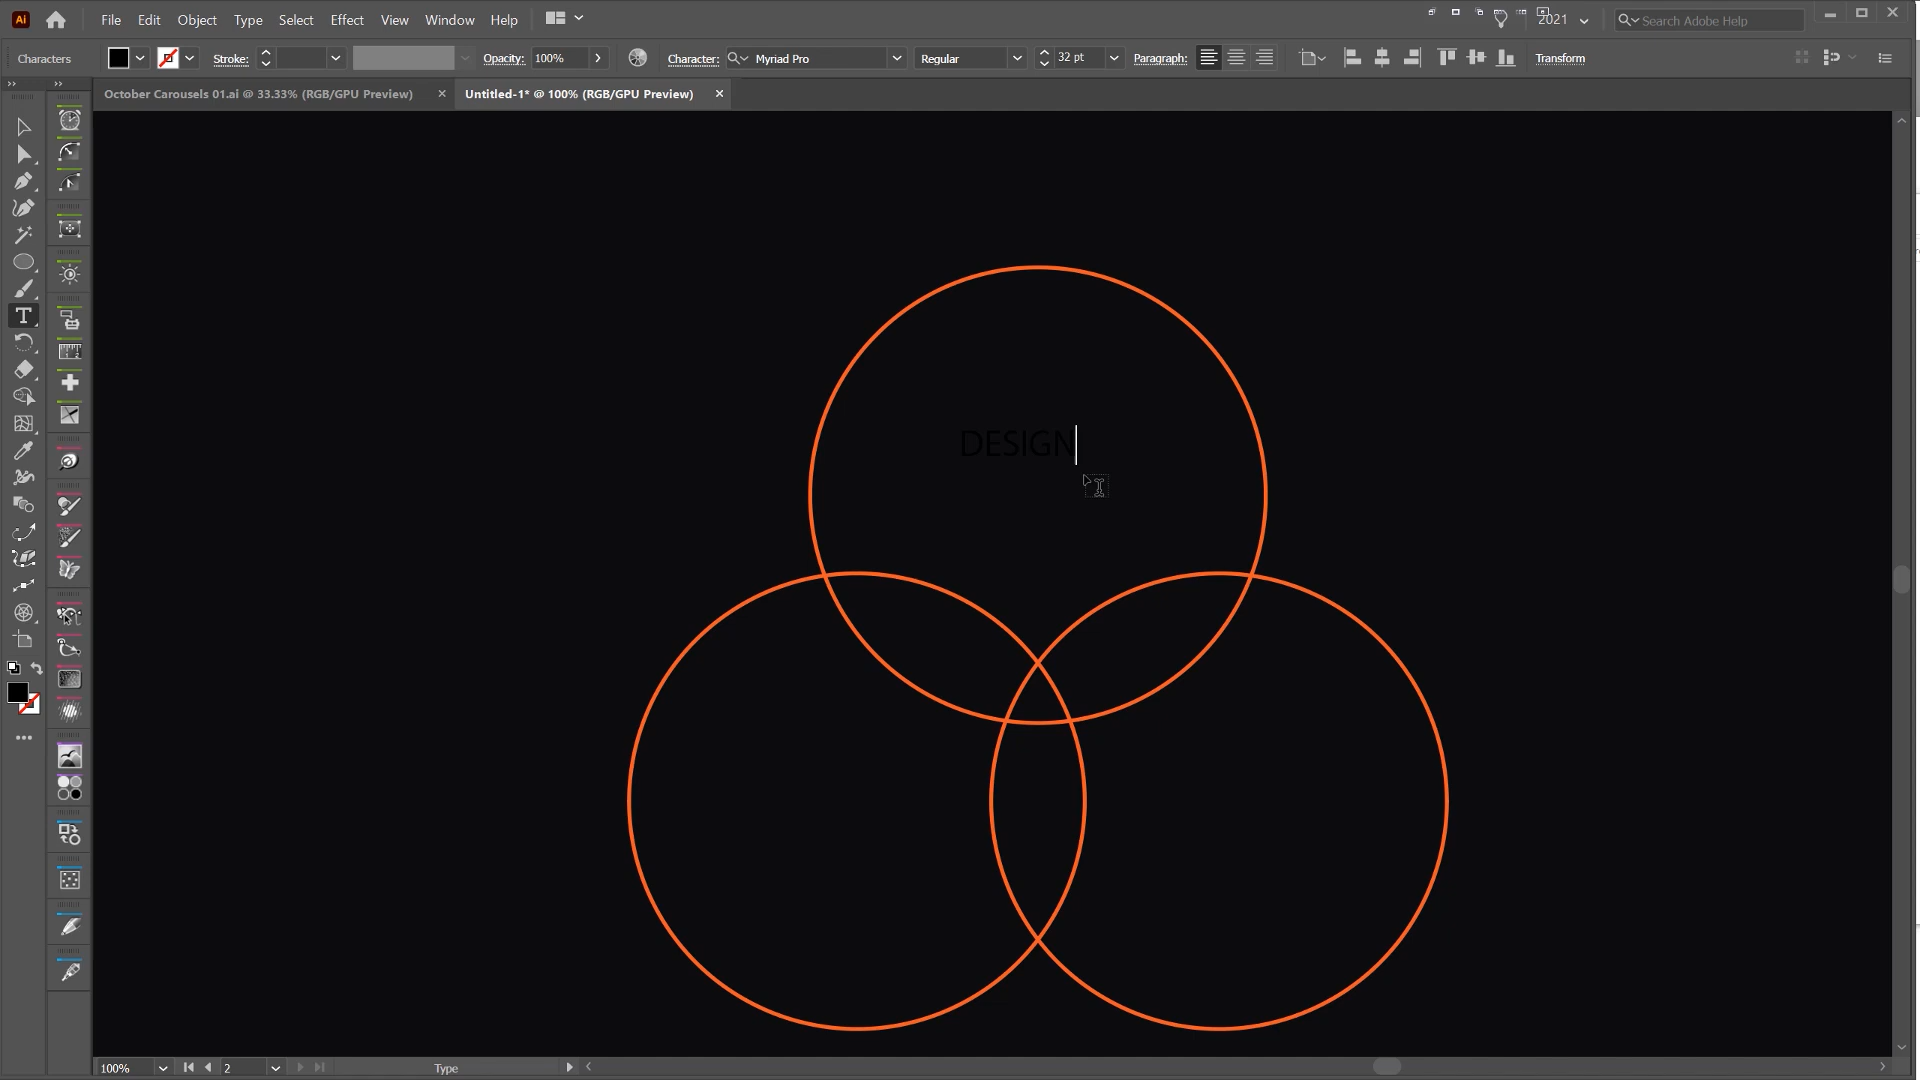 Ai File Edit Object Type Select Effect View Window Help 2021 Search Adobe Help
Characters Stroke: Opacity: 100% Character: Myriad Pro Regular 32 pt Paragraph: Transform
October Carousels 01.ai @ 33.33% (RGB/GPU Preview) Untitled-1* @ 100% (RGB/GPU Preview)
DESIGN
100% 2 Type